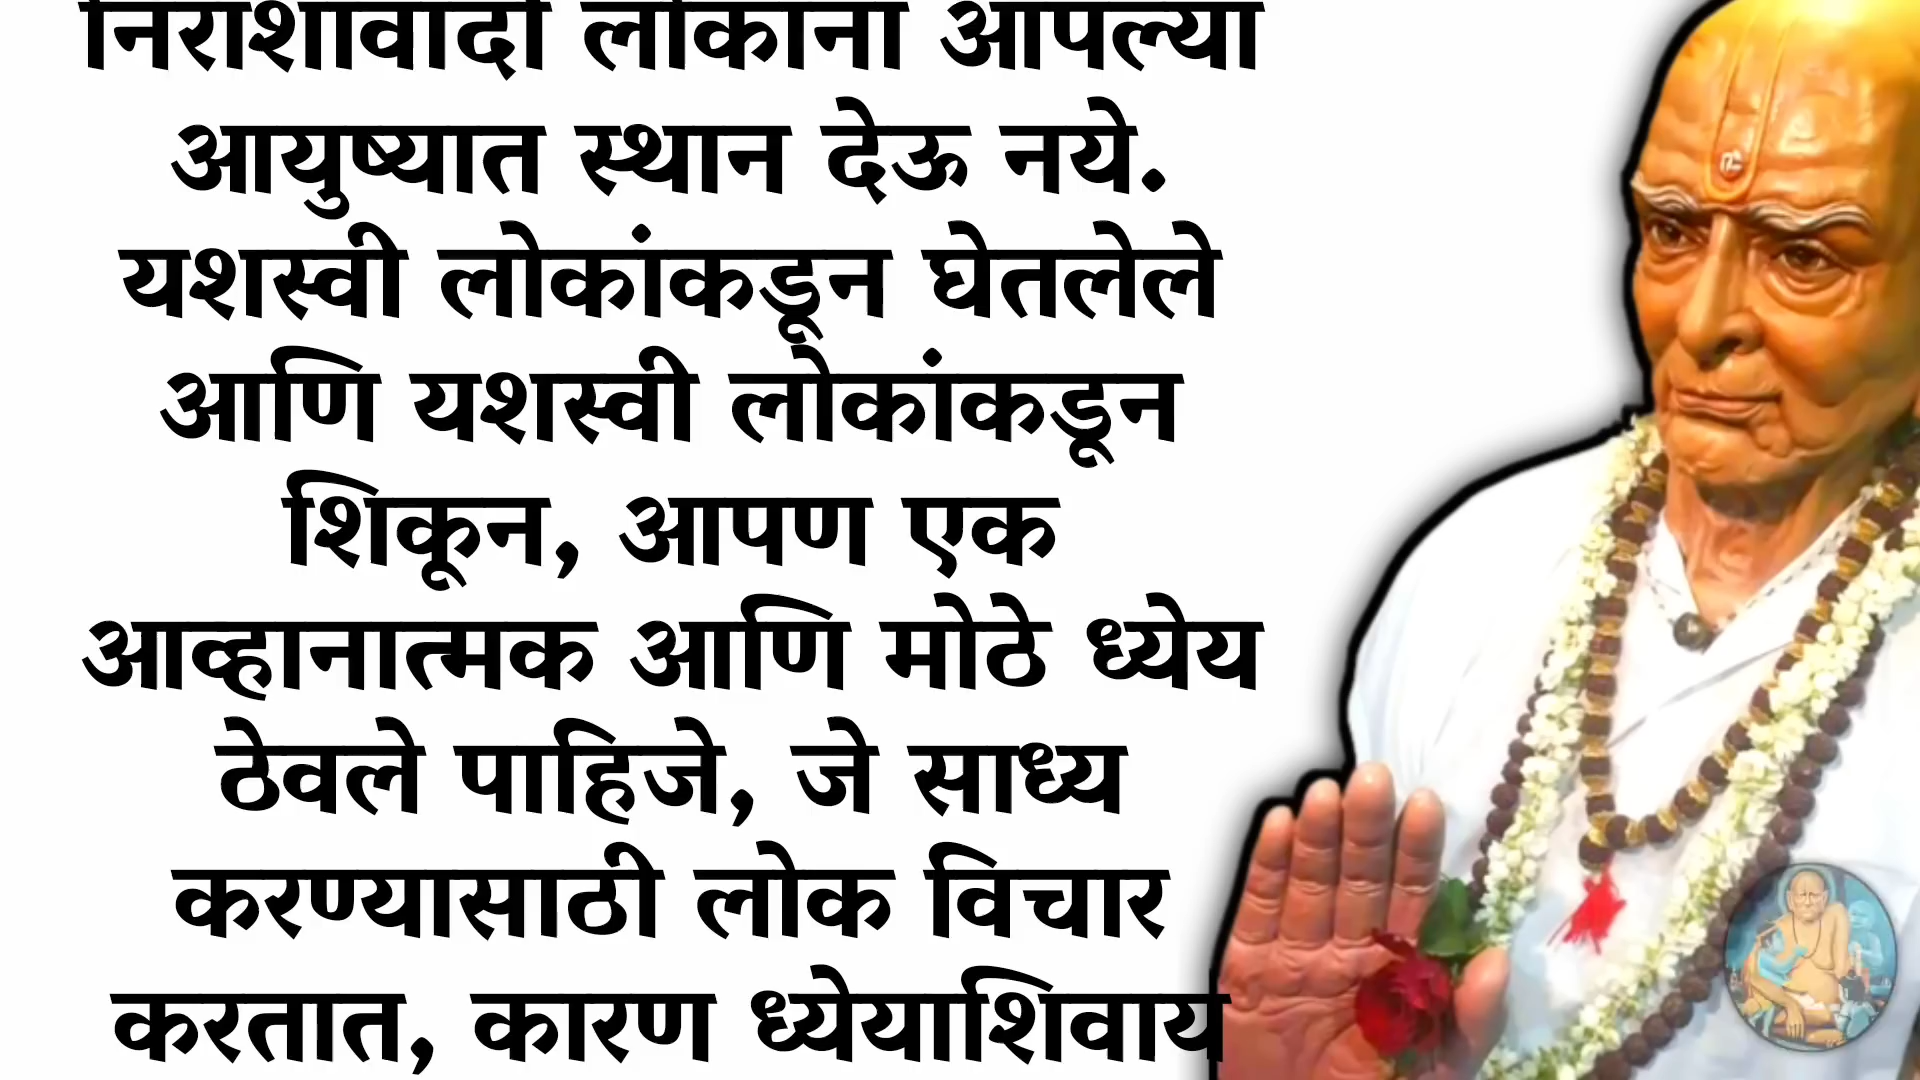 निराशावादी लोकांना आपल्या
आयुष्यात स्थान देऊ नये.
यशस्वी लोकांकडून घेतलेले
आणि यशस्वी लोकांकडून
शिकून, आपण एक
आव्हानात्मक आणि मोठे ध्येय
ठेवले पाहिजे, जे साध्य
करण्यासाठी लोक विचार
करतात, कारण ध्येयाशिवाय